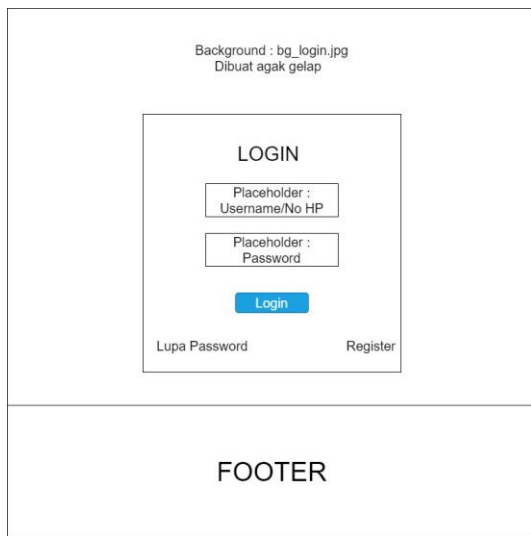 Background : bg_login.jpg
Dibuat agak gelap
LOGIN
Placeholder :
Username/No HP
Placeholder :
Password
Login
Lupa Password
Register
FOOTER